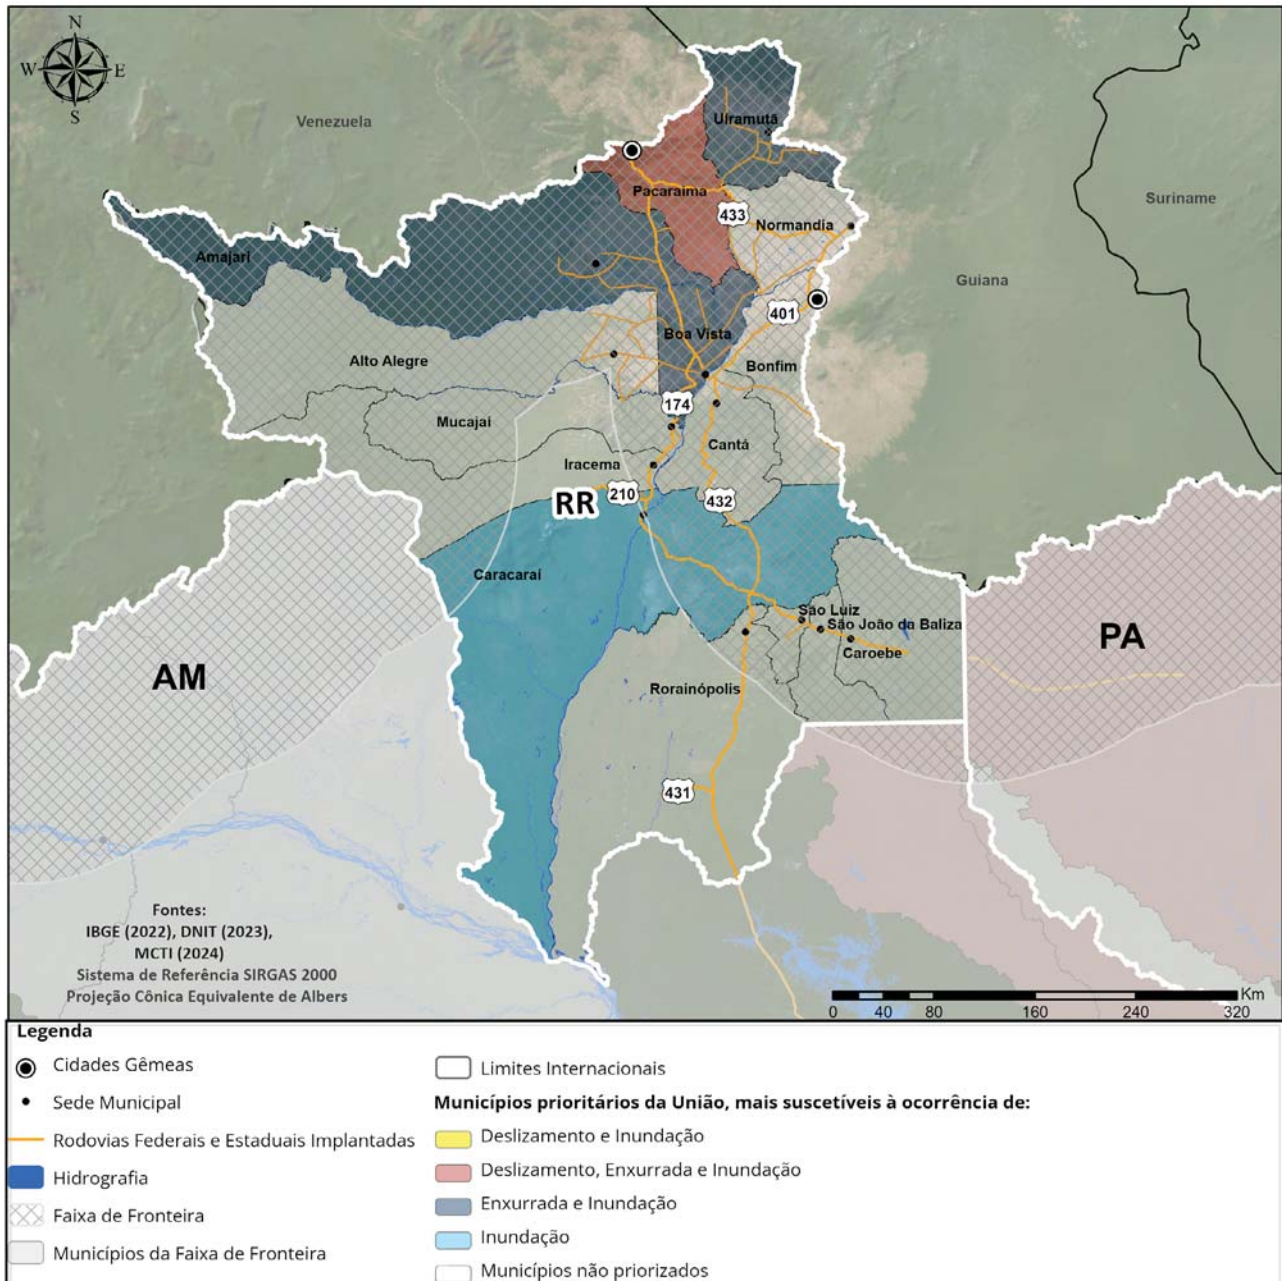 N
W
E
S
Venezuela
Uiramutã
Pacaraima
433
Normandia
Suriname
Amajari
Guiana
401
Boa Vista
Alto Alegre
Bonfim
174
Mucajai
Cantá
Iracema
210
432
RR
Caracaraí
São Luiz
São João da Baliza
PA
Caroebe
AM
Rorainópolis
431
Fontes:
IBGE (2022), DNIT (2023),
MCTI (2024)
Sistema de Referência SIRGAS 2000
Projeção Cônica Equivalente de Albers
Km
0 40 80 160 240 320
Legenda
Cidades Gêmeas
Sede Municipal
Rodovias Federais e Estaduais Implantadas
Hidrografia
Faixa de Fronteira
Municípios da Faixa de Fronteira
Limites Internacionais
Municípios prioritários da União, mais suscetíveis à ocorrência de:
Deslizamento e Inundação
Deslizamento, Enxurrada e Inundação
Enxurrada e Inundação
Inundação
Municípios não priorizados